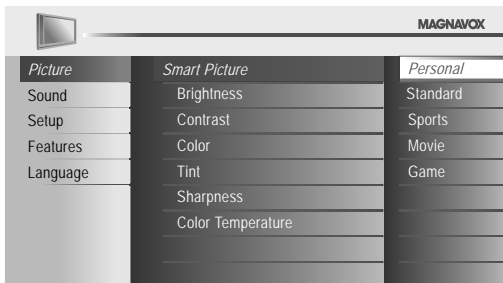 MAGNAVOX
Picture
Sound
Setup
Features
Language
Smart Picture
Brightness
Contrast
Color
Tint
Sharpness
Color Temperature
Personal
Standard
Sports
Movie
Game